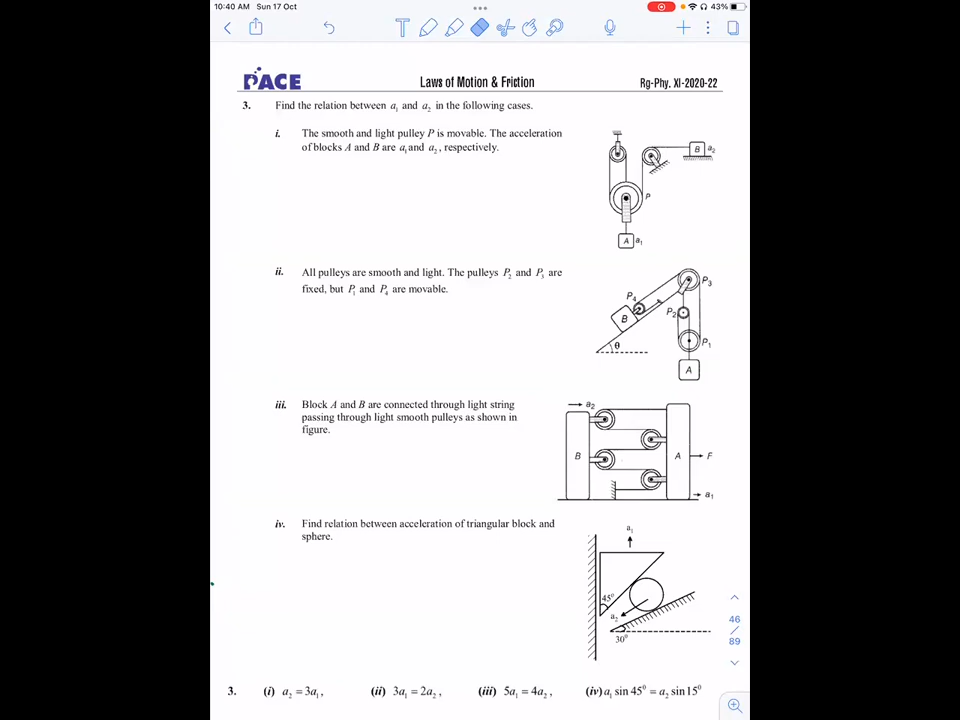 10:40 AM Sun 17 Oct
43%
PACE
Laws of Motion & Friction
Rg-Phy. XI-2020-22
3. Find the relation between a₁ and a₂ in the following cases.
i. The smooth and light pulley P is movable. The acceleration
of blocks A and B are a₁and a₂, respectively.
B a₂
P
A a₁
ii. All pulleys are smooth and light. The pulleys P₂ and P₃ are
fixed, but P₁ and P₄ are movable.
P₃
P₄
P₂
B
θ
P₁
A
iii. Block A and B are connected through light string
passing through light smooth pulleys as shown in
figure.
a₂
B
A
F
a₁
iv. Find relation between acceleration of triangular block and
sphere.
a₁
45⁰
a₂
30⁰
46
/
89
3. (i) a₂ = 3a₁, (ii) 3a₁ = 2a₂, (iii) 5a₁ = 4a₂, (iv) a₁ sin 45⁰ = a₂ sin 15⁰